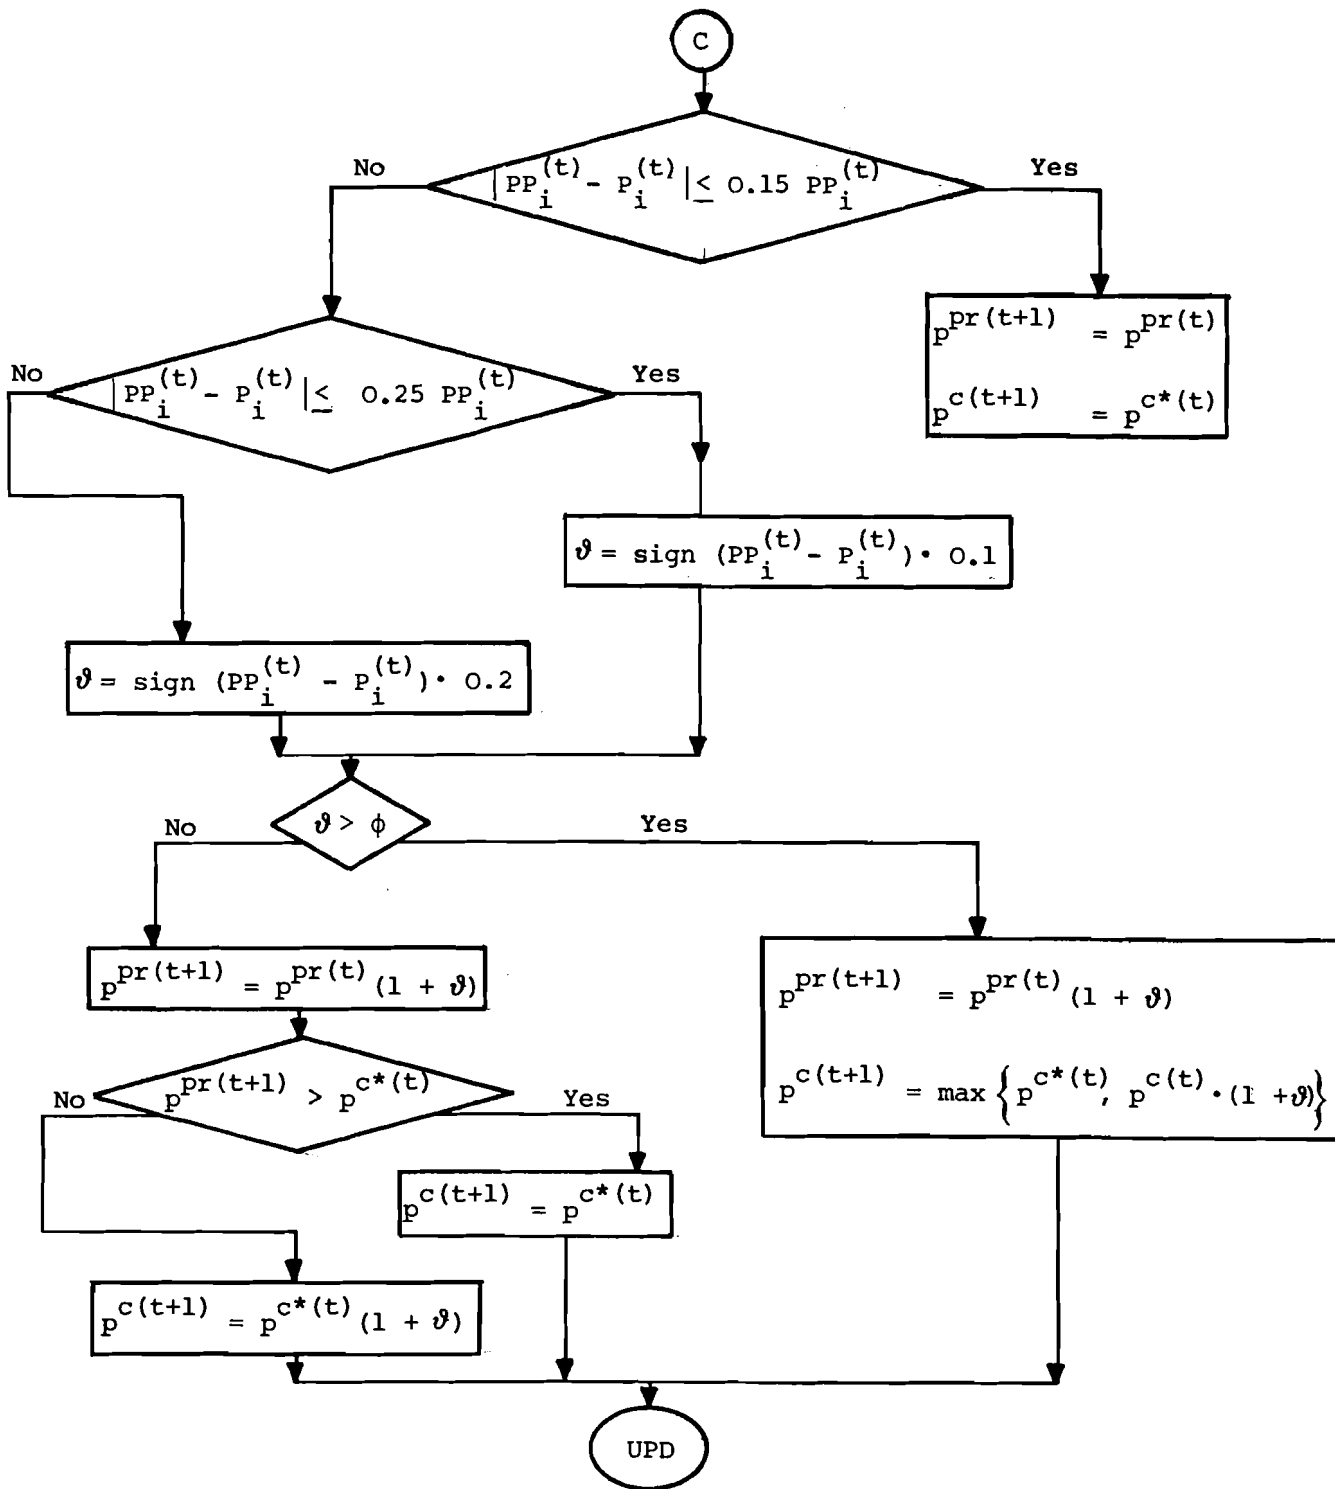 C
No
Yes
|PP_i^(t) - P_i^(t)| ≤ 0.15 PP_i^(t)
p^pr(t+1) = p^pr(t)
p^c(t+1) = p^c*(t)
No
Yes
|PP_i^(t) - P_i^(t)| ≤ 0.25 PP_i^(t)
ϑ = sign (PP_i^(t) - P_i^(t)) · 0.1
ϑ = sign (PP_i^(t) - P_i^(t)) · 0.2
No
ϑ > ϕ
Yes
p^pr(t+1) = p^pr(t) (1 + ϑ)
p^pr(t+1) = p^pr(t) (1 + ϑ)
p^c(t+1) = max {p^c*(t), p^c(t) · (1 + ϑ)}
No
p^pr(t+1) > p^c*(t)
Yes
p^c(t+1) = p^c*(t)
p^c(t+1) = p^c*(t) (1 + ϑ)
UPD